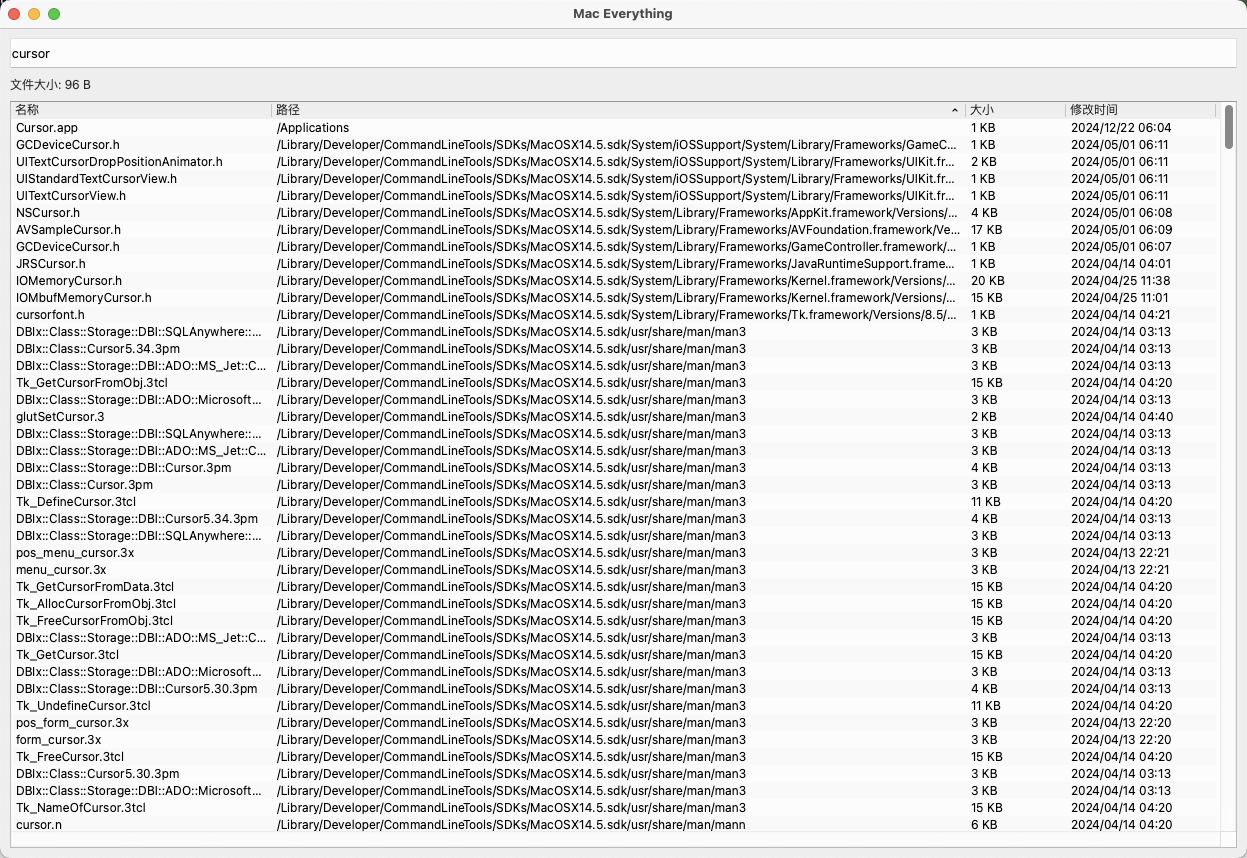 Mac Everything
cursor
文件大小: 96 B
名称 路径 大小 修改时间
Cursor.app /Applications 1 KB 2024/12/22 06:04
GCDeviceCursor.h /Library/Developer/CommandLineTools/SDKs/MacOSX14.5.sdk/System/iOSSupport/System/Library/Frameworks/GameC... 1 KB 2024/05/01 06:11
UITextCursorDropPositionAnimator.h /Library/Developer/CommandLineTools/SDKs/MacOSX14.5.sdk/System/iOSSupport/System/Library/Frameworks/UIKit.fr... 2 KB 2024/05/01 06:11
UIStandardTextCursorView.h /Library/Developer/CommandLineTools/SDKs/MacOSX14.5.sdk/System/iOSSupport/System/Library/Frameworks/UIKit.fr... 1 KB 2024/05/01 06:11
UITextCursorView.h /Library/Developer/CommandLineTools/SDKs/MacOSX14.5.sdk/System/iOSSupport/System/Library/Frameworks/UIKit.fr... 1 KB 2024/05/01 06:11
NSCursor.h /Library/Developer/CommandLineTools/SDKs/MacOSX14.5.sdk/System/Library/Frameworks/AppKit.framework/Versions/... 4 KB 2024/05/01 06:08
AVSampleCursor.h /Library/Developer/CommandLineTools/SDKs/MacOSX14.5.sdk/System/Library/Frameworks/AVFoundation.framework/Ve... 17 KB 2024/05/01 06:09
GCDeviceCursor.h /Library/Developer/CommandLineTools/SDKs/MacOSX14.5.sdk/System/Library/Frameworks/GameController.framework/... 1 KB 2024/05/01 06:07
JRSCursor.h /Library/Developer/CommandLineTools/SDKs/MacOSX14.5.sdk/System/Library/Frameworks/JavaRuntimeSupport.frame... 1 KB 2024/04/14 04:01
IOMemoryCursor.h /Library/Developer/CommandLineTools/SDKs/MacOSX14.5.sdk/System/Library/Frameworks/Kernel.framework/Versions/... 20 KB 2024/04/25 11:38
IOMbufMemoryCursor.h /Library/Developer/CommandLineTools/SDKs/MacOSX14.5.sdk/System/Library/Frameworks/Kernel.framework/Versions/... 15 KB 2024/04/25 11:01
cursorfont.h /Library/Developer/CommandLineTools/SDKs/MacOSX14.5.sdk/System/Library/Frameworks/Tk.framework/Versions/8.5/... 1 KB 2024/04/14 04:21
DBIx::Class::Storage::DBI::SQLAnywhere::... /Library/Developer/CommandLineTools/SDKs/MacOSX14.5.sdk/usr/share/man/man3 3 KB 2024/04/14 03:13
DBIx::Class::Cursor5.34.3pm /Library/Developer/CommandLineTools/SDKs/MacOSX14.5.sdk/usr/share/man/man3 3 KB 2024/04/14 03:13
DBIx::Class::Storage::DBI::ADO::MS_Jet::C... /Library/Developer/CommandLineTools/SDKs/MacOSX14.5.sdk/usr/share/man/man3 3 KB 2024/04/14 03:13
Tk_GetCursorFromObj.3tcl /Library/Developer/CommandLineTools/SDKs/MacOSX14.5.sdk/usr/share/man/man3 15 KB 2024/04/14 04:20
DBIx::Class::Storage::DBI::ADO::Microsoft... /Library/Developer/CommandLineTools/SDKs/MacOSX14.5.sdk/usr/share/man/man3 3 KB 2024/04/14 03:13
glutSetCursor.3 /Library/Developer/CommandLineTools/SDKs/MacOSX14.5.sdk/usr/share/man/man3 2 KB 2024/04/14 04:40
DBIx::Class::Storage::DBI::SQLAnywhere::... /Library/Developer/CommandLineTools/SDKs/MacOSX14.5.sdk/usr/share/man/man3 3 KB 2024/04/14 03:13
DBIx::Class::Storage::DBI::ADO::MS_Jet::C... /Library/Developer/CommandLineTools/SDKs/MacOSX14.5.sdk/usr/share/man/man3 3 KB 2024/04/14 03:13
DBIx::Class::Storage::DBI::Cursor.3pm /Library/Developer/CommandLineTools/SDKs/MacOSX14.5.sdk/usr/share/man/man3 4 KB 2024/04/14 03:13
DBIx::Class::Cursor.3pm /Library/Developer/CommandLineTools/SDKs/MacOSX14.5.sdk/usr/share/man/man3 3 KB 2024/04/14 03:13
Tk_DefineCursor.3tcl /Library/Developer/CommandLineTools/SDKs/MacOSX14.5.sdk/usr/share/man/man3 11 KB 2024/04/14 04:20
DBIx::Class::Storage::DBI::Cursor5.34.3pm /Library/Developer/CommandLineTools/SDKs/MacOSX14.5.sdk/usr/share/man/man3 4 KB 2024/04/14 03:13
DBIx::Class::Storage::DBI::SQLAnywhere::... /Library/Developer/CommandLineTools/SDKs/MacOSX14.5.sdk/usr/share/man/man3 3 KB 2024/04/14 03:13
pos_menu_cursor.3x /Library/Developer/CommandLineTools/SDKs/MacOSX14.5.sdk/usr/share/man/man3 3 KB 2024/04/13 22:21
menu_cursor.3x /Library/Developer/CommandLineTools/SDKs/MacOSX14.5.sdk/usr/share/man/man3 3 KB 2024/04/13 22:21
Tk_GetCursorFromData.3tcl /Library/Developer/CommandLineTools/SDKs/MacOSX14.5.sdk/usr/share/man/man3 15 KB 2024/04/14 04:20
Tk_AllocCursorFromObj.3tcl /Library/Developer/CommandLineTools/SDKs/MacOSX14.5.sdk/usr/share/man/man3 15 KB 2024/04/14 04:20
Tk_FreeCursorFromObj.3tcl /Library/Developer/CommandLineTools/SDKs/MacOSX14.5.sdk/usr/share/man/man3 15 KB 2024/04/14 04:20
DBIx::Class::Storage::DBI::ADO::MS_Jet::C... /Library/Developer/CommandLineTools/SDKs/MacOSX14.5.sdk/usr/share/man/man3 3 KB 2024/04/14 03:13
Tk_GetCursor.3tcl /Library/Developer/CommandLineTools/SDKs/MacOSX14.5.sdk/usr/share/man/man3 15 KB 2024/04/14 04:20
DBIx::Class::Storage::DBI::ADO::Microsoft... /Library/Developer/CommandLineTools/SDKs/MacOSX14.5.sdk/usr/share/man/man3 3 KB 2024/04/14 03:13
DBIx::Class::Storage::DBI::Cursor5.30.3pm /Library/Developer/CommandLineTools/SDKs/MacOSX14.5.sdk/usr/share/man/man3 4 KB 2024/04/14 03:13
Tk_UndefineCursor.3tcl /Library/Developer/CommandLineTools/SDKs/MacOSX14.5.sdk/usr/share/man/man3 11 KB 2024/04/14 04:20
pos_form_cursor.3x /Library/Developer/CommandLineTools/SDKs/MacOSX14.5.sdk/usr/share/man/man3 3 KB 2024/04/13 22:20
form_cursor.3x /Library/Developer/CommandLineTools/SDKs/MacOSX14.5.sdk/usr/share/man/man3 3 KB 2024/04/13 22:20
Tk_FreeCursor.3tcl /Library/Developer/CommandLineTools/SDKs/MacOSX14.5.sdk/usr/share/man/man3 15 KB 2024/04/14 04:20
DBIx::Class::Cursor5.30.3pm /Library/Developer/CommandLineTools/SDKs/MacOSX14.5.sdk/usr/share/man/man3 3 KB 2024/04/14 03:13
DBIx::Class::Storage::DBI::ADO::Microsoft... /Library/Developer/CommandLineTools/SDKs/MacOSX14.5.sdk/usr/share/man/man3 3 KB 2024/04/14 03:13
Tk_NameOfCursor.3tcl /Library/Developer/CommandLineTools/SDKs/MacOSX14.5.sdk/usr/share/man/man3 15 KB 2024/04/14 04:20
cursor.n /Library/Developer/CommandLineTools/SDKs/MacOSX14.5.sdk/usr/share/man/mann 6 KB 2024/04/14 04:20